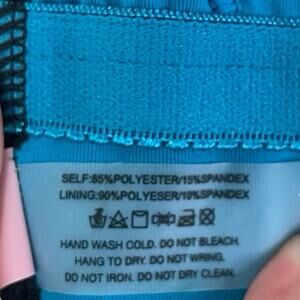 SELF:85%POLYESTER/15%SPANDEX
LINING:90%POLYESER/10%SPANDEX
HAND WASH COLD. DO NOT BLEACH.
HANG TO DRY. DO NOT WRING.
DO NOT IRON. DO NOT DRY CLEAN.